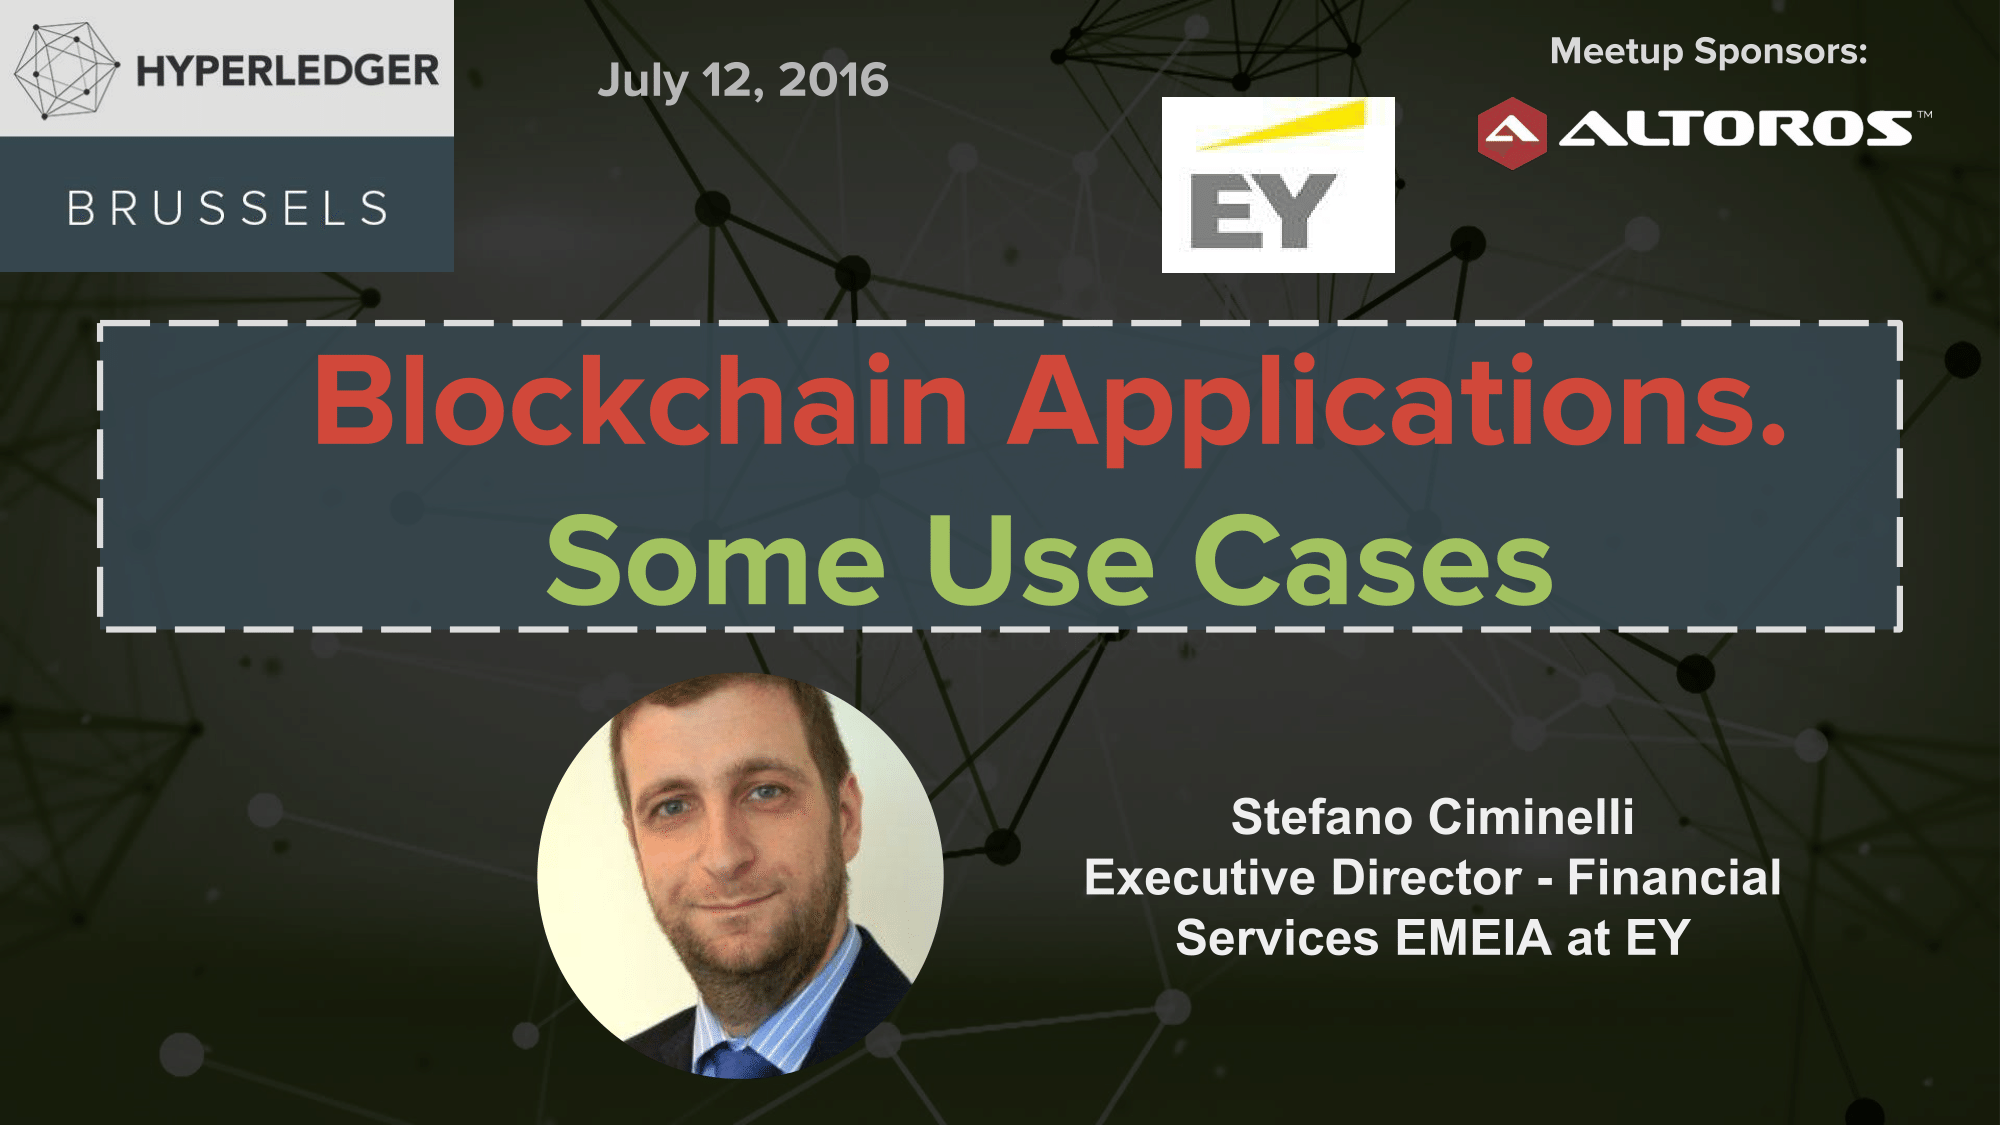 HYPERLEDGER
BRUSSELS
July 12, 2016
EY
Meetup Sponsors:
ALTOROS™
Blockchain Applications.
Some Use Cases
Stefano Ciminelli
Executive Director - Financial
Services EMEIA at EY